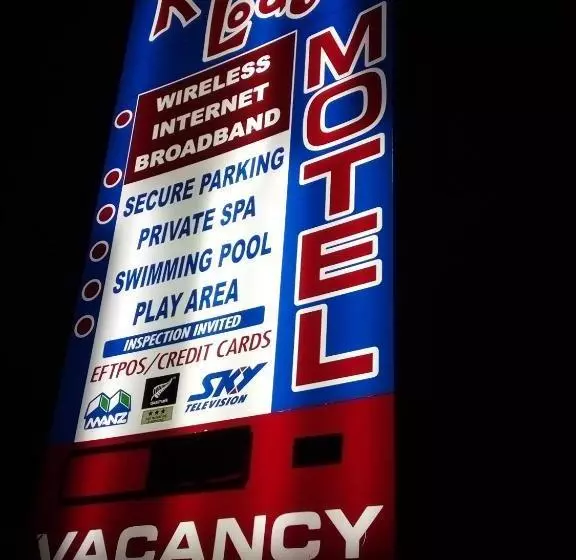 MOTEL
WIRELESS
INTERNET
BROADBAND
SECURE PARKING
PRIVATE SPA
SWIMMING POOL
PLAY AREA
INSPECTION INVITED
EFTPOS/CREDIT CARDS
MANZ
SKY
TELEVISION
VACANCY